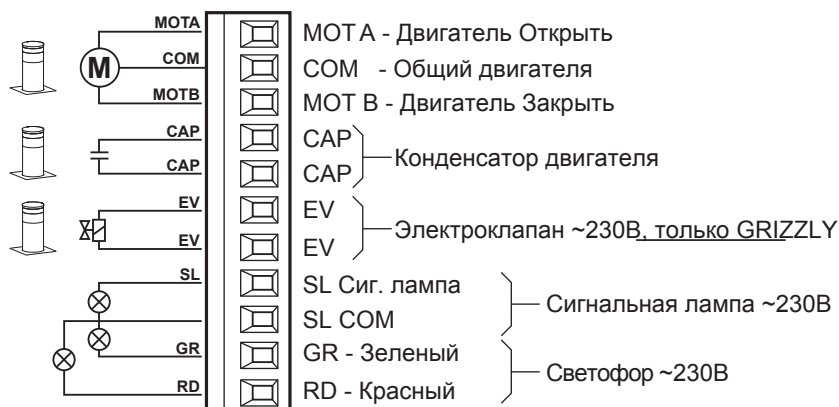 MOTA
MOT A - Двигатель Открыть
M
COM
COM - Общий двигателя
MOTB
MOT B - Двигатель Закрыть
CAP
CAP
CAP
CAP
Конденсатор двигателя
EV
EV
EV
EV
Электроклапан ~230В, только GRIZZLY
SL
SL Сиг. лампа
SL COM
Сигнальная лампа ~230В
GR
GR - Зеленый
RD
RD - Красный
Светофор ~230В